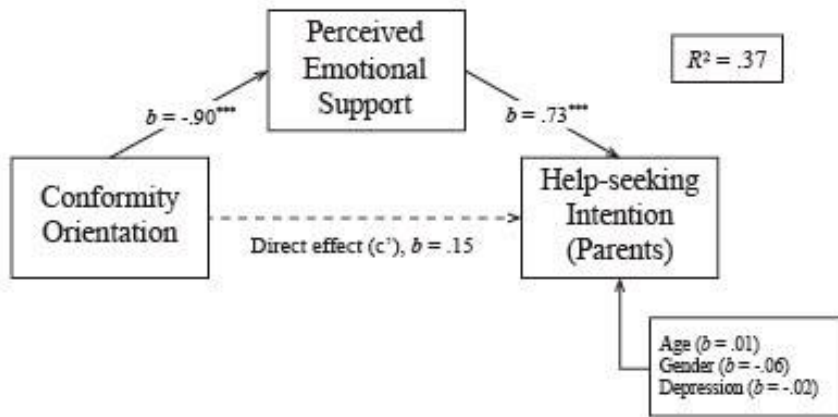 Perceived
Emotional
Support
R² = .37
b = -.90***
b = .73***
Conformity
Orientation
Help-seeking
Intention
(Parents)
Direct effect (c’), b = .15
Age (b = .01)
Gender (b = -.06)
Depression (b = -.02)